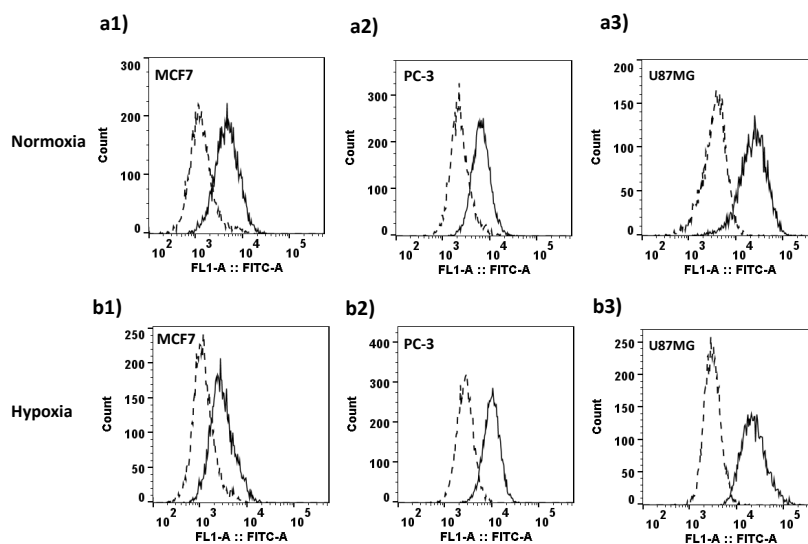 a1)
a2)
a3)
Normoxia
MCF7
300
200
100
0
Count
10² 10³ 10⁴ 10⁵
FL1-A :: FITC-A
PC-3
300
200
100
0
Count
10² 10³ 10⁴ 10⁵
FL1-A :: FITC-A
U87MG
200
150
100
50
0
Count
10² 10³ 10⁴ 10⁵
FL1-A :: FITC-A
b1)
b2)
b3)
Hypoxia
MCF7
250
200
150
100
50
0
Count
10² 10³ 10⁴ 10⁵
FL1-A :: FITC-A
PC-3
400
300
200
100
0
Count
10² 10³ 10⁴ 10⁵
FL1-A :: FITC-A
U87MG
250
200
150
100
50
0
Count
10² 10³ 10⁴ 10⁵
FL1-A :: FITC-A